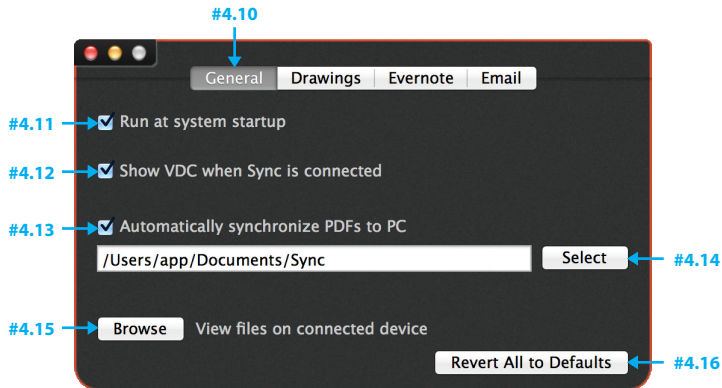 #4.10
General Drawings Evernote Email
#4.11 Run at system startup
#4.12 Show VDC when Sync is connected
#4.13 Automatically synchronize PDFs to PC
/Users/app/Documents/Sync Select #4.14
#4.15 Browse View files on connected device
Revert All to Defaults #4.16